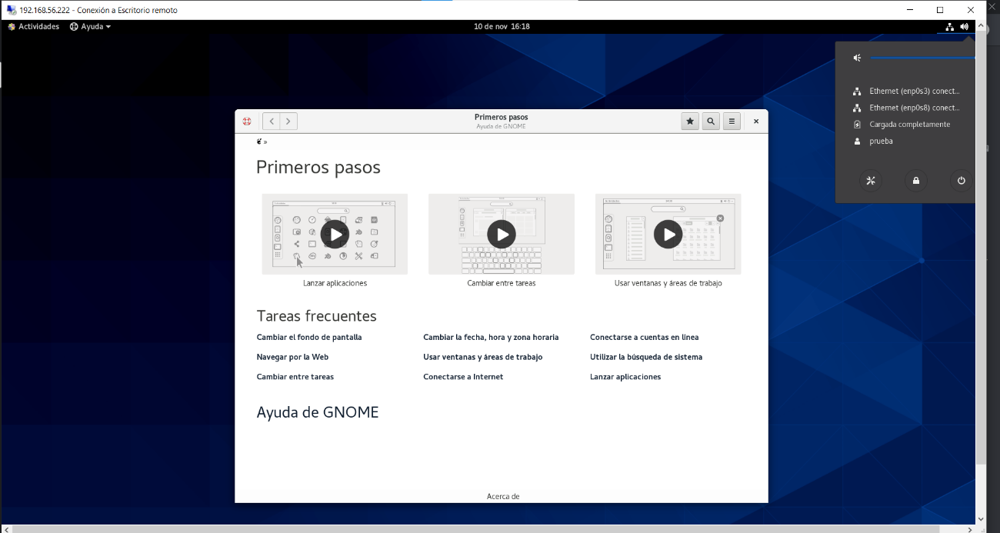 192.168.56.222 - Conexión a Escritorio remoto
Actividades
Ayuda
10 de nov 16:18
Ethernet (enp0s3) conect...
Ethernet (enp0s8) conect...
Cargada completamente
prueba
Primeros pasos
Ayuda de GNOME
»
Primeros pasos
Lanzar aplicaciones
Cambiar entre tareas
Usar ventanas y áreas de trabajo
Tareas frecuentes
Cambiar el fondo de pantalla
Cambiar la fecha, hora y zona horaria
Conectarse a cuentas en línea
Navegar por la Web
Usar ventanas y áreas de trabajo
Utilizar la búsqueda de sistema
Cambiar entre tareas
Conectarse a Internet
Lanzar aplicaciones
Ayuda de GNOME
Acerca de